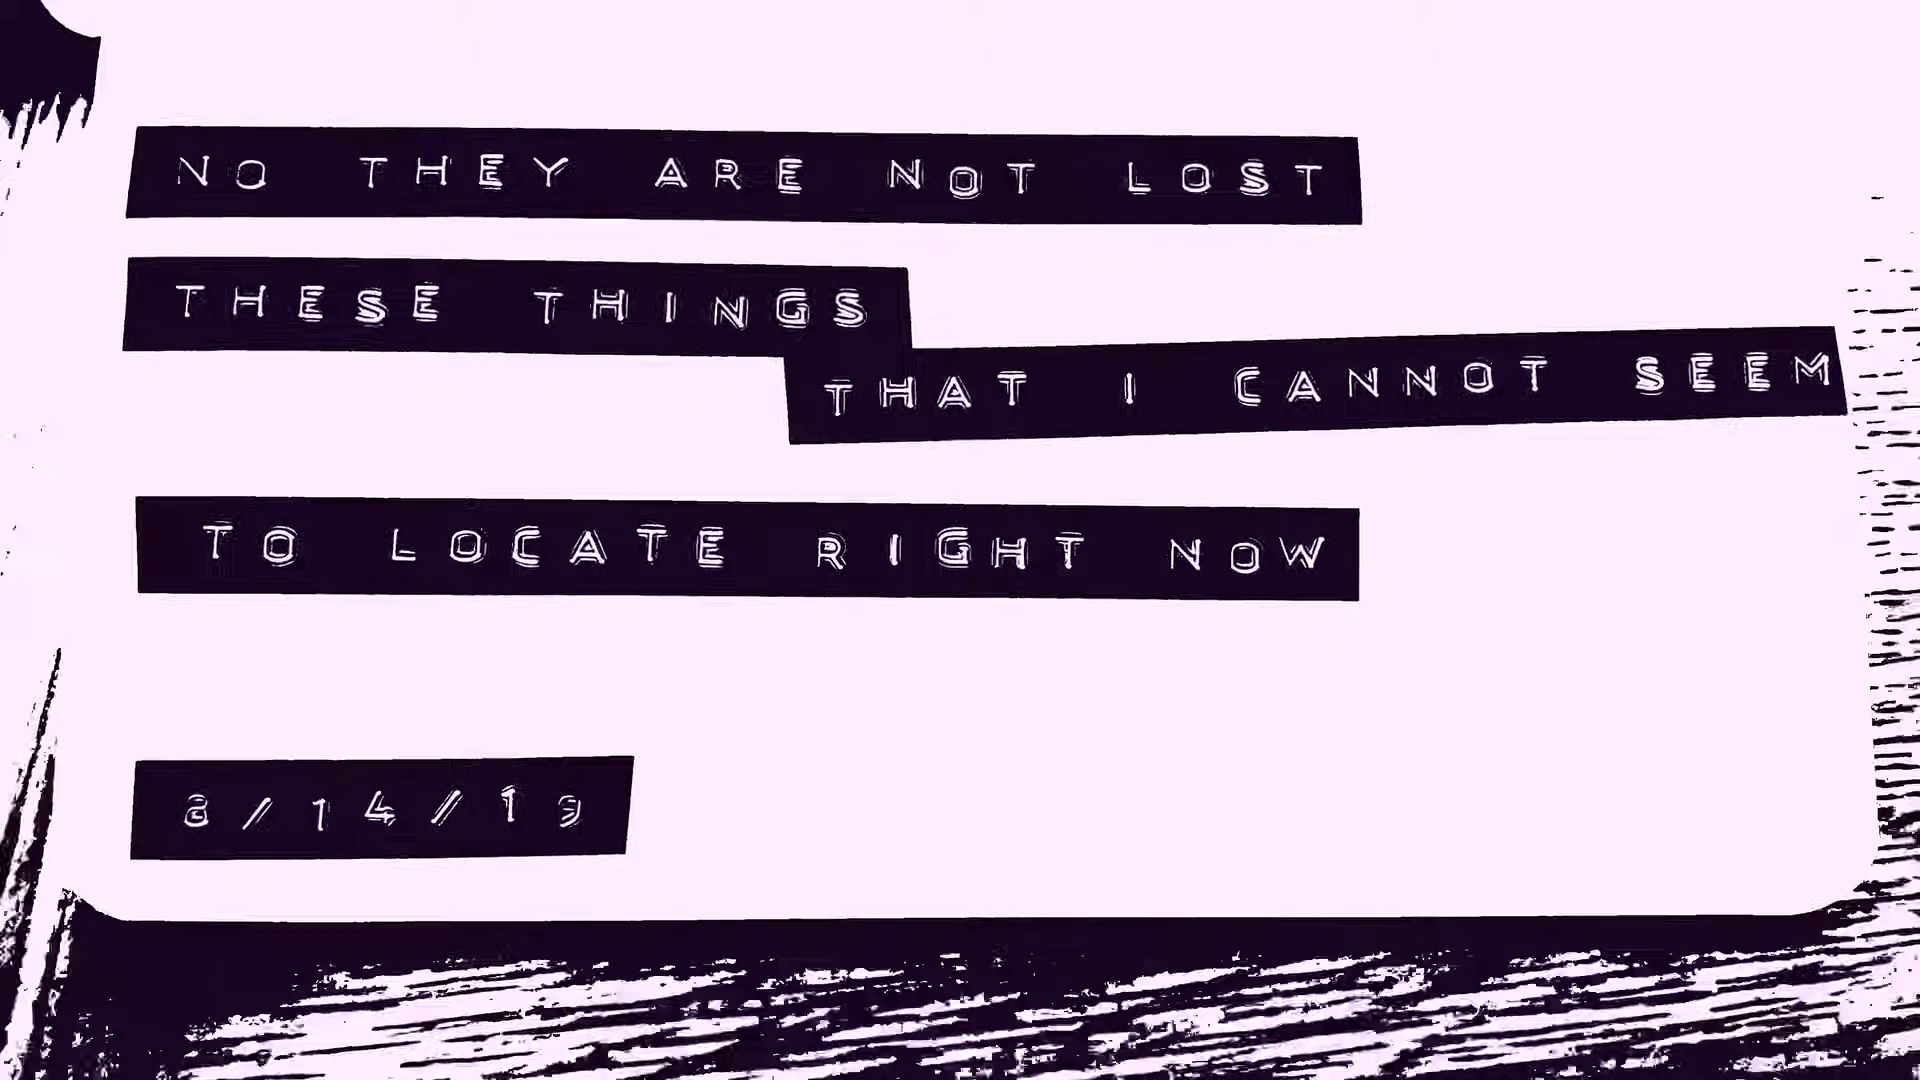 NO THEY ARE NOT LOST
THESE THINGS
THAT I CANNOT SEEM
TO LOCATE RIGHT NOW
8/14/19